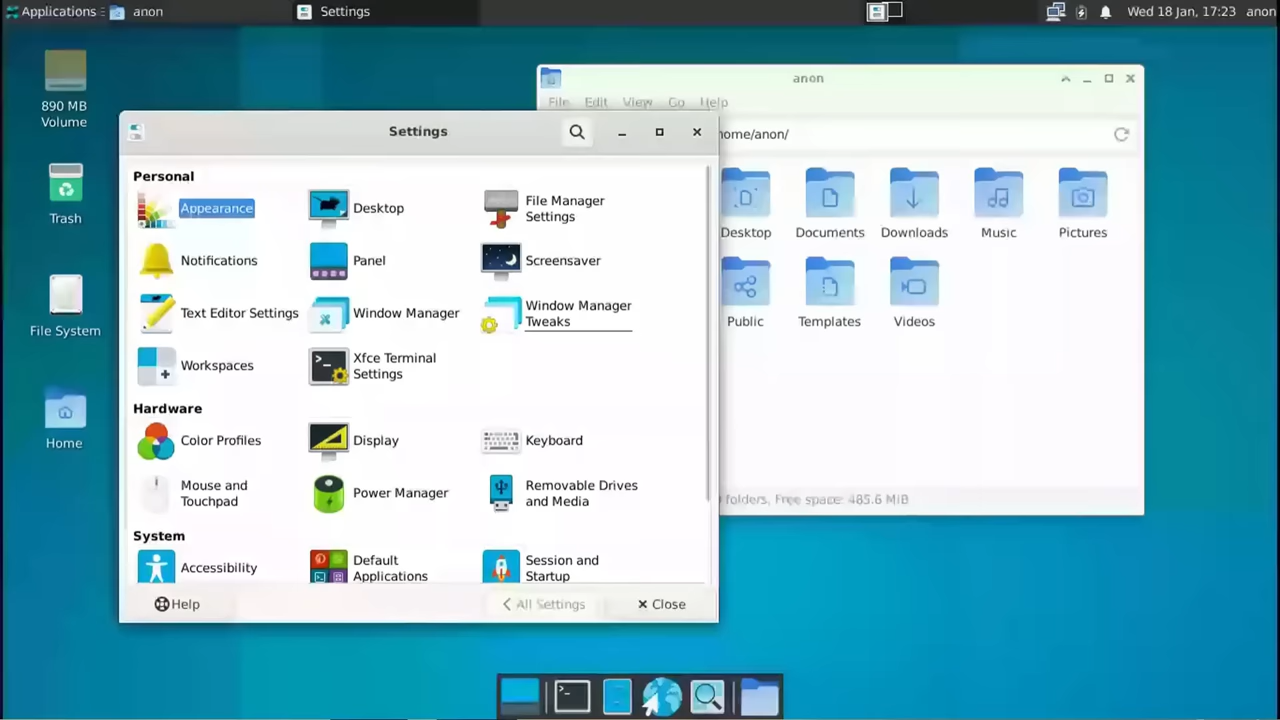 Applications
anon
Settings
Wed 18 Jan, 17:23
anon
890 MB
Volume
Trash
File System
Home
anon
File Edit View Go Help
home/anon/
Desktop
Documents
Downloads
Music
Pictures
Public
Templates
Videos
folders, Free space: 485.6 MiB
Settings
Personal
Appearance
Desktop
File Manager
Settings
Notifications
Panel
Screensaver
Text Editor Settings
Window Manager
Window Manager
Tweaks
Workspaces
Xfce Terminal
Settings
Hardware
Color Profiles
Display
Keyboard
Mouse and
Touchpad
Power Manager
Removable Drives
and Media
System
Accessibility
Default
Applications
Session and
Startup
Help
All Settings
Close